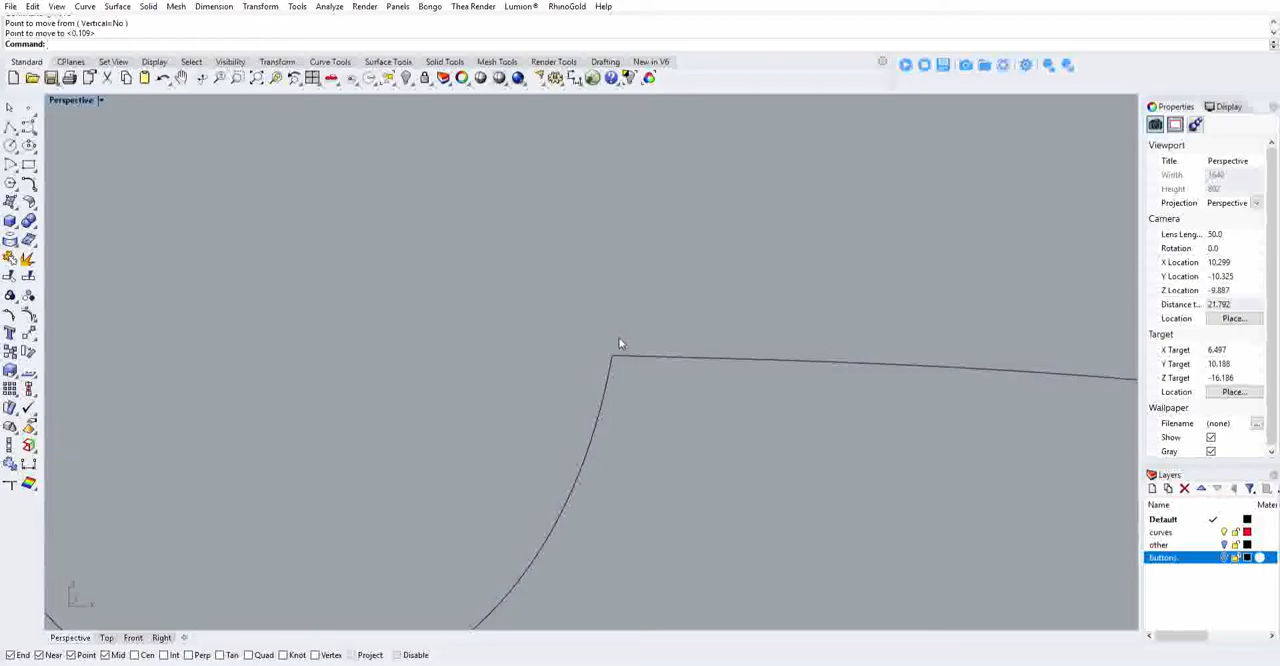 File Edit View Curve Surface Solid Mesh Dimension Transform Tools Analyze Render Panels Bongo Thea Render Lumion® RhinoGold Help
Point to move from ( Vertical=No )
Point to move to <0.109>
Command:
Standard CPlanes Set View Display Select Viewport Layout Visibility Transform Curve Tools Surface Tools Solid Tools Mesh Tools Render Tools Drafting New in V6
Perspective
Properties Display
Viewport
Title Perspective
Width 1640
Height 892
Projection Perspective
Camera
Lens Leng... 50.0
Rotation 0.0
X Location 10.299
Y Location -10.325
Z Location -9.887
Distance t... 21.792
Location Place...
Target
X Target 6.497
Y Target 10.188
Z Target -16.186
Location Place...
Wallpaper
Filename (none)
Show
Gray
Layers
Name Mater
Default
curves
other
buttons
Perspective Top Front Right
End Near Point Mid Cen Int Perp Tan Quad Knot Vertex Project Disable